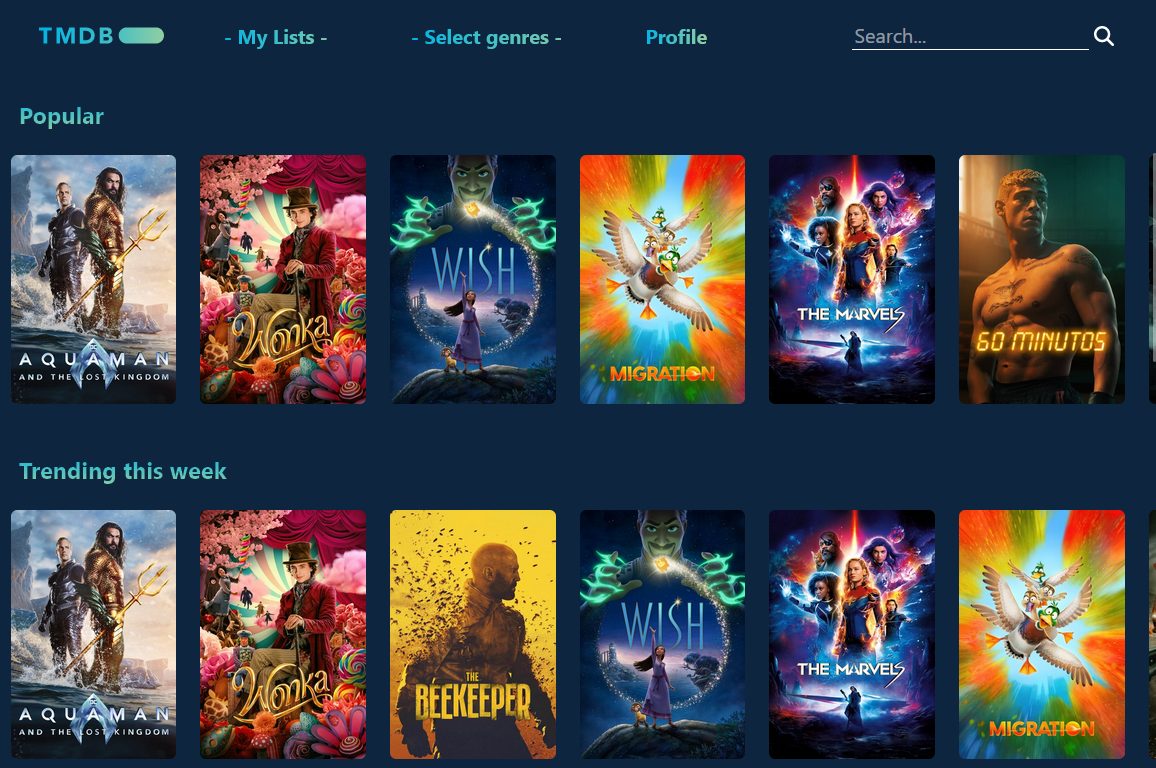 TMDB
- My Lists -
- Select genres -
Profile
Search...
Popular
AQUAMAN
AND THE LOST KINGDOM
Wonka
WISH
MIGRATION
THE MARVELS
60 MINUTOS
Trending this week
AQUAMAN
AND THE LOST KINGDOM
Wonka
THE
BEEKEEPER
WISH
THE MARVELS
MIGRATION